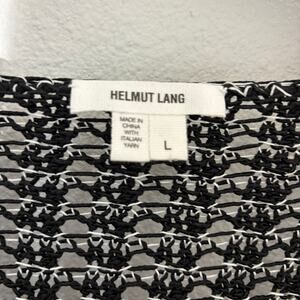 HELMUT LANG
MADE IN
CHINA
WITH
ITALIAN
YARN
L